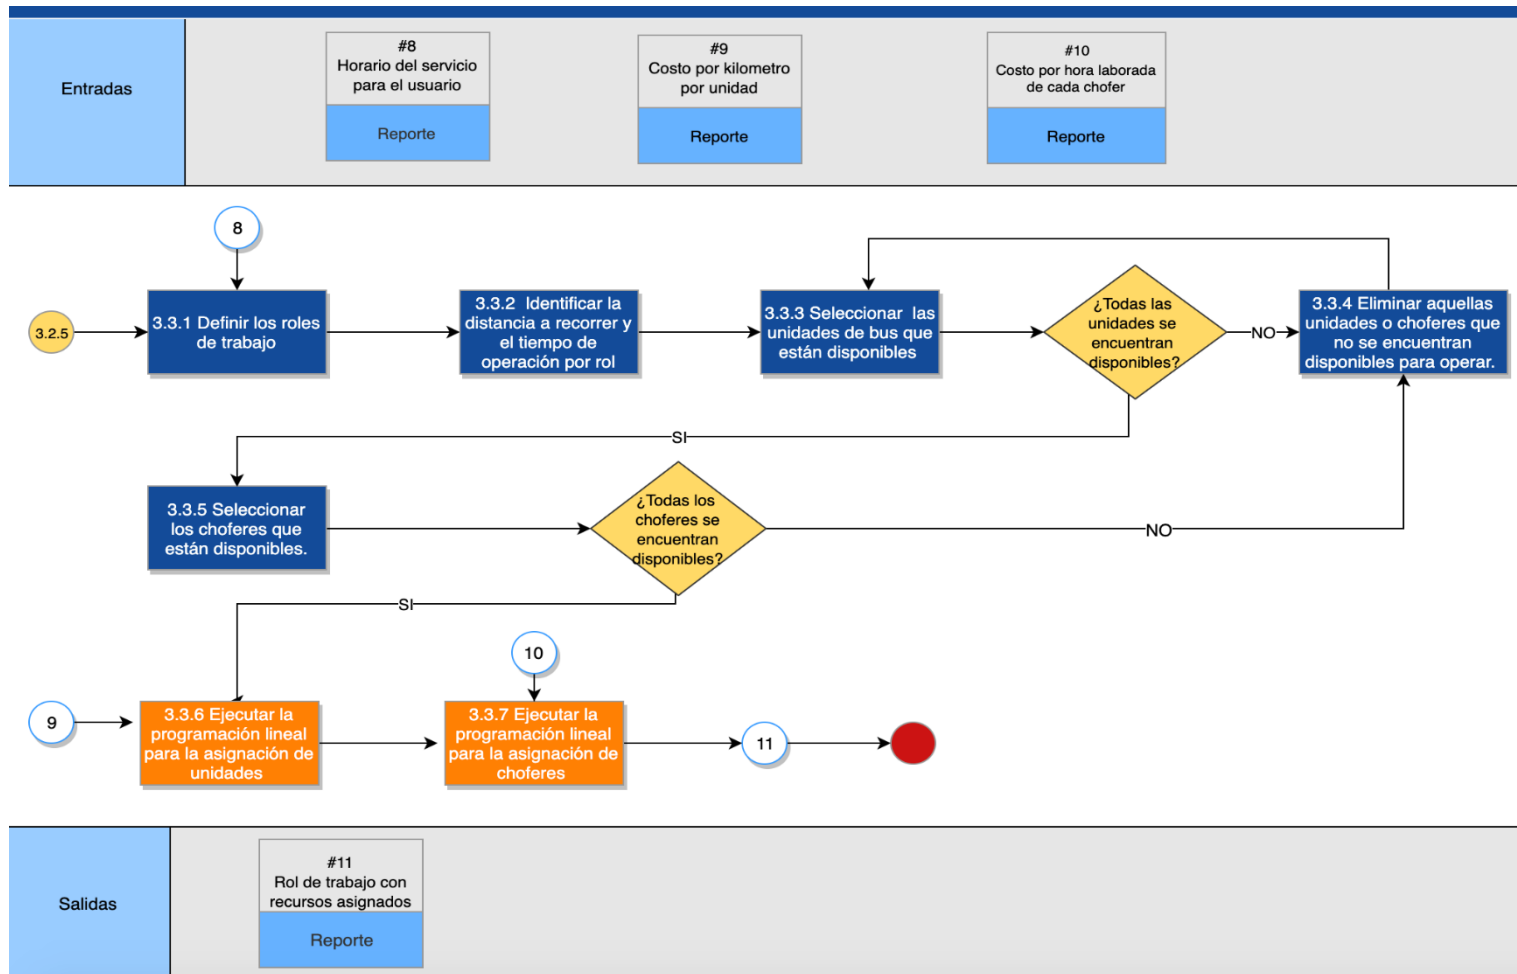 Entradas
#8
Horario del servicio
para el usuario
Reporte
#9
Costo por kilometro
por unidad
Reporte
#10
Costo por hora laborada
de cada chofer
Reporte
8
3.2.5
3.3.1 Definir los roles
de trabajo
3.3.2 Identificar la
distancia a recorrer y
el tiempo de
operación por rol
3.3.3 Seleccionar las
unidades de bus que
están disponibles
¿Todas las
unidades se
encuentran
disponibles?
NO
3.3.4 Eliminar aquellas
unidades o choferes que
no se encuentran
disponibles para operar.
SI
3.3.5 Seleccionar
los choferes que
están disponibles.
¿Todas los
choferes se
encuentran
disponibles?
NO
SI
9
3.3.6 Ejecutar la
programación lineal
para la asignación de
unidades
10
3.3.7 Ejecutar la
programación lineal
para la asignación de
choferes
11
Salidas
#11
Rol de trabajo con
recursos asignados
Reporte